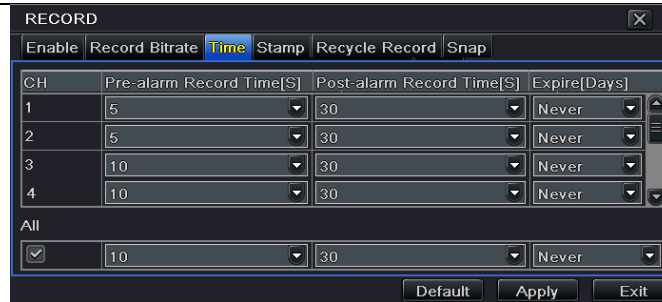 RECORD
Enable Record Bitrate Time Stamp Recycle Record Snap
CH Pre-alarm Record Time[S] Post-alarm Record Time[S] Expire[Days]
1 5 30 Never
2 5 30 Never
3 10 30 Never
4 10 30 Never
All
10 30 Never
Default Apply Exit